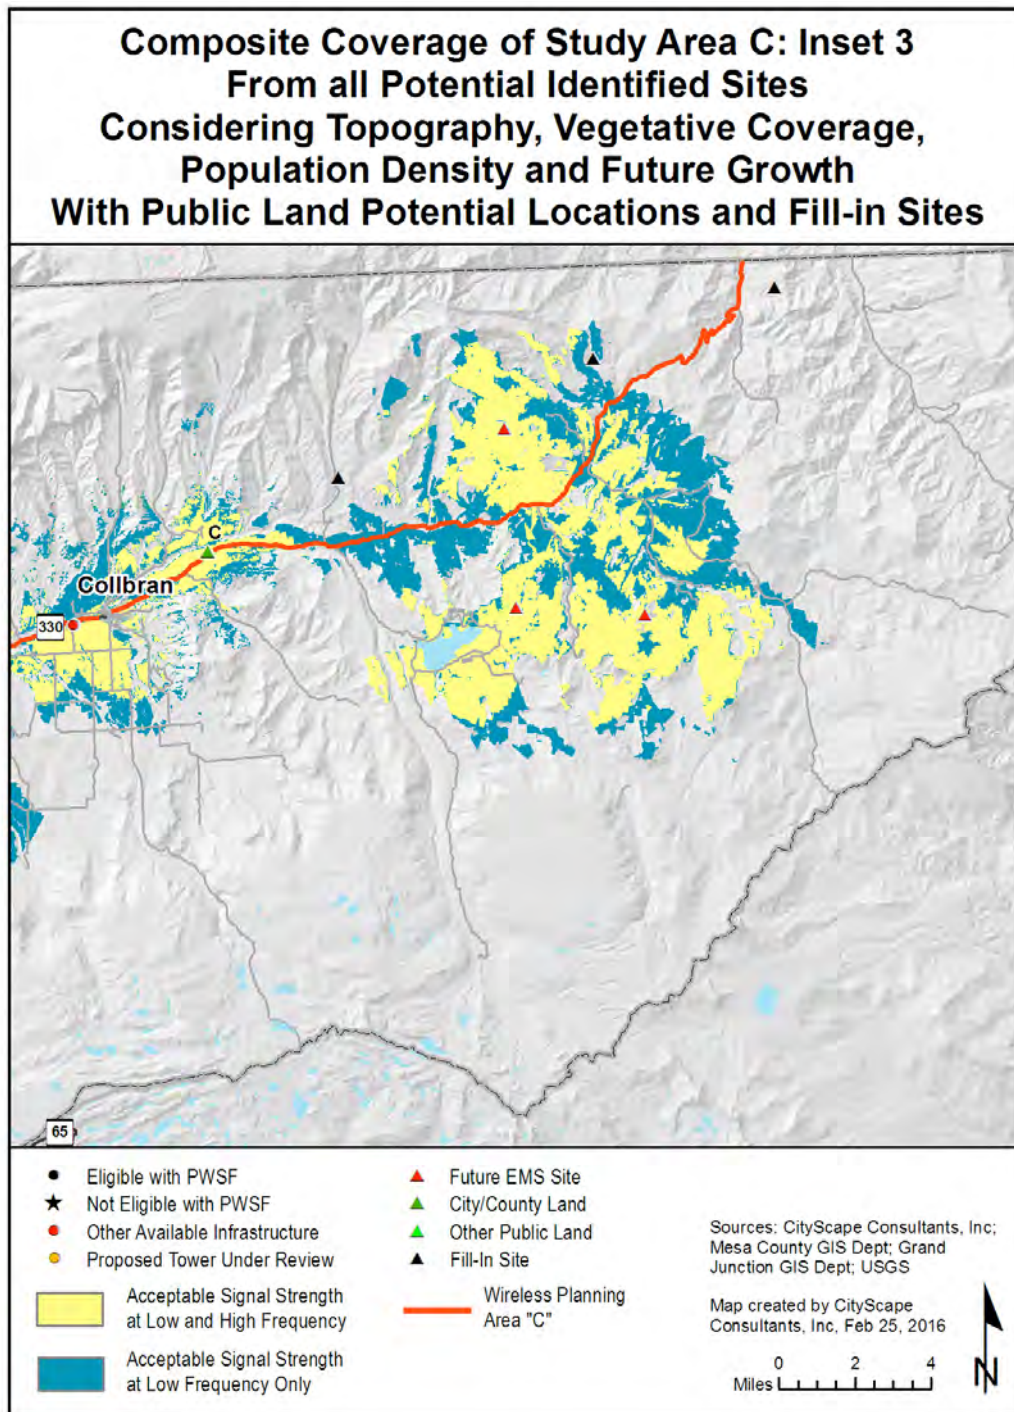 Composite Coverage of Study Area C: Inset 3
From all Potential Identified Sites
Considering Topography, Vegetative Coverage,
Population Density and Future Growth
With Public Land Potential Locations and Fill-in Sites
C
Collbran
330
65
Eligible with PWSF
Not Eligible with PWSF
Other Available Infrastructure
Proposed Tower Under Review
Acceptable Signal Strength
at Low and High Frequency
Acceptable Signal Strength
at Low Frequency Only
Future EMS Site
City/County Land
Other Public Land
Fill-In Site
Wireless Planning
Area "C"
Sources: CityScape Consultants, Inc;
Mesa County GIS Dept; Grand
Junction GIS Dept; USGS
Map created by CityScape
Consultants, Inc, Feb 25, 2016
0 2 4
Miles
N